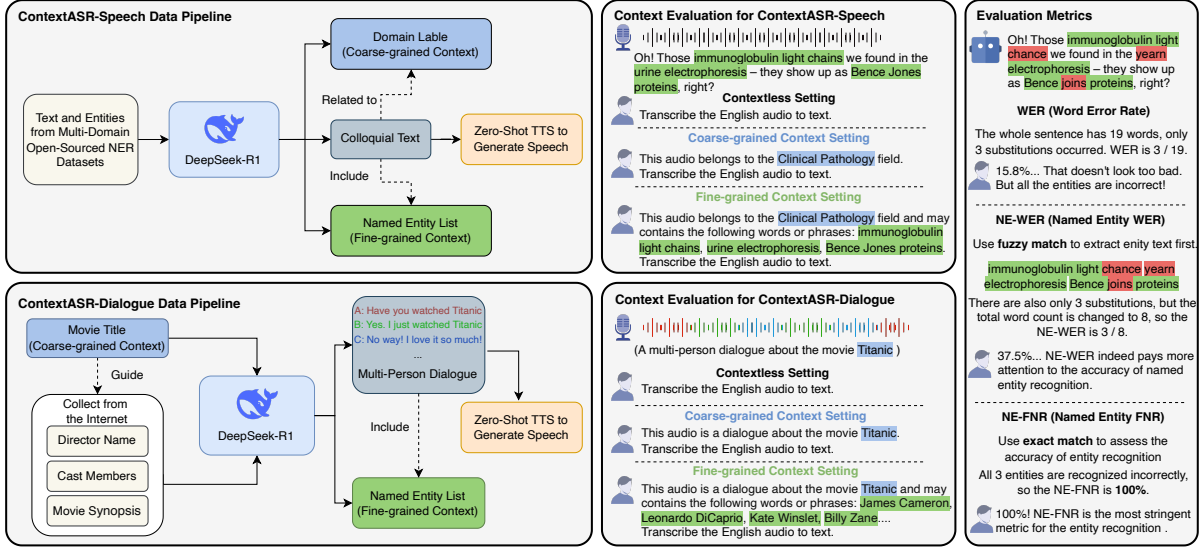 ContextASR-Speech Data Pipeline
Text and Entities
from Multi-Domain
Open-Sourced NER
Datasets
DeepSeek-R1
Domain Lable
(Coarse-grained Context)
Related to
Colloquial Text
Include
Named Entity List
(Fine-grained Context)
Zero-Shot TTS to
Generate Speech
ContextASR-Dialogue Data Pipeline
Movie Title
(Coarse-grained Context)
Guide
Collect from
the Internet
Director Name
Cast Members
Movie Synopsis
DeepSeek-R1
A: Have you watched Titanic
B: Yes. I just watched Titanic
C: No way! I love it so much!
...
Multi-Person Dialogue
Include
Named Entity List
(Fine-grained Context)
Zero-Shot TTS to
Generate Speech
Context Evaluation for ContextASR-Speech
Oh! Those immunoglobulin light chains we found in the
urine electrophoresis – they show up as Bence Jones
proteins, right?
Contextless Setting
Transcribe the English audio to text.
Coarse-grained Context Setting
This audio belongs to the Clinical Pathology field.
Transcribe the English audio to text.
Fine-grained Context Setting
This audio belongs to the Clinical Pathology field and may
contains the following words or phrases: immunoglobulin
light chains, urine electrophoresis, Bence Jones proteins.
Transcribe the English audio to text.
Context Evaluation for ContextASR-Dialogue
(A multi-person dialogue about the movie Titanic )
Contextless Setting
Transcribe the English audio to text.
Coarse-grained Context Setting
This audio is a dialogue about the movie Titanic.
Transcribe the English audio to text.
Fine-grained Context Setting
This audio is a dialogue about the movie Titanic and may
contains the following words or phrases: James Cameron,
Leonardo DiCaprio, Kate Winslet, Billy Zane....
Transcribe the English audio to text.
Evaluation Metrics
Oh! Those immunoglobulin light
chance we found in the yearn
electrophoresis – they show up
as Bence joins proteins, right?
WER (Word Error Rate)
The whole sentence has 19 words, only
3 substitutions occurred. WER is 3 / 19.
15.8%... That doesn't look too bad.
But all the entities are incorrect!
NE-WER (Named Entity WER)
Use fuzzy match to extract enity text first.
immunoglobulin light chance yearn
electrophoresis Bence joins proteins
There are also only 3 substitutions, but the
total word count is changed to 8, so the
NE-WER is 3 / 8.
37.5%... NE-WER indeed pays more
attention to the accuracy of named
entity recognition.
NE-FNR (Named Entity FNR)
Use exact match to assess the
accuracy of entity recognition
All 3 entities are recognized incorrectly,
so the NE-FNR is 100%.
100%! NE-FNR is the most stringent
metric for the entity recognition .